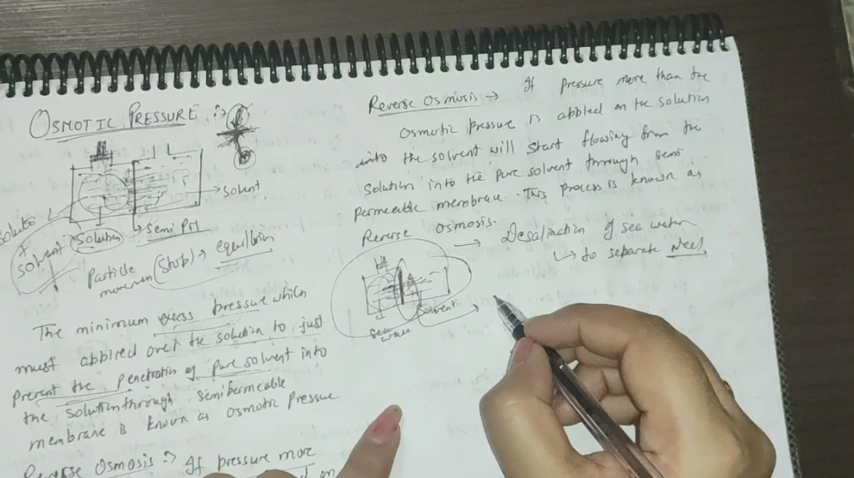 OSMOTIC PRESSURE :-
solvent
solute
+
solvent
Solution
Semi PM
Particle
movemen (Stop) → equilbrim
The minimum excess pressure which
must applired over the solution to just
prevent the penetration of pure solvent into
the solution through semipermeable
membrane is known as osmotic Pressure
Reverse Osmosis :→ If pressure more
Reverse Osmosis → If pressure more than the
Osmotic pressure is applied on the solution
into the solvent will start flowing from the
solution into the pure solvent through semi
permeable membrane. This process is known as
Reverse osmosis.
→ Desalination of sea water
↳ to separate
Sea
water
Solvent